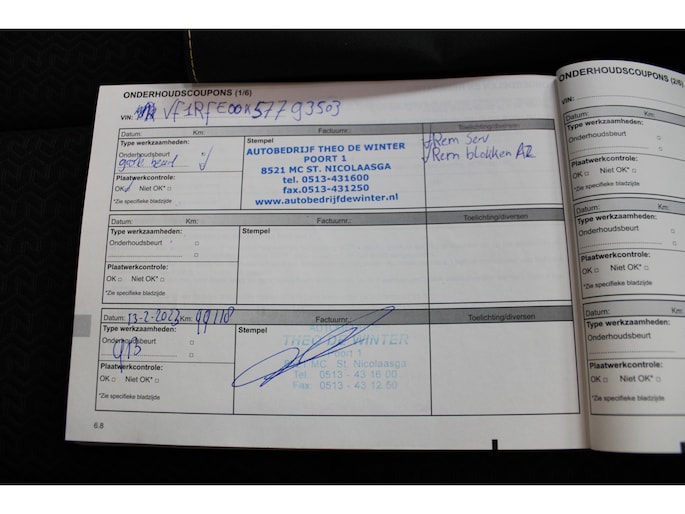 ONDERHOUDSCOUPONS (1/6)
VIN: Vf1RFE00x57793503
Datum: Km: Factuurnr.: Toelichting/diversen
Type werkzaamheden: Stempel
Onderhoudsbeurt
grote beurt
Plaatwerkcontrole:
OK Niet OK*
*Zie specifieke bladzijde
AUTOBEDRIJF THEO DE WINTER
POORT 1
8521 MC ST. NICOLAASGA
tel. 0513-431600
fax.0513-431250
www.autobedrijfdewinter.nl
Rem Serv
Rem blokken AZ
Datum: Km: Factuurnr.: Toelichting/diversen
Type werkzaamheden: Stempel
Onderhoudsbeurt
Plaatwerkcontrole:
OK Niet OK*
*Zie specifieke bladzijde
Datum: 13-2-2023 Km: 99118 Factuurnr.: Toelichting/diversen
Type werkzaamheden: Stempel
Onderhoudsbeurt
Plaatwerkcontrole:
OK Niet OK*
*Zie specifieke bladzijde
THEO DE WINTER
Poort 1
8521 MC St. Nicolaasga
Tel. 0513 - 43 16 00
Fax: 0513 - 43 12 50
6.8
ONDERHOUDSCOUPONS (2/6)
VIN:
Datum:
Type werkzaamheden:
Onderhoudsbeurt
Plaatwerkcontrole:
OK Niet OK*
*Zie specifieke bladzijde
Datum:
Type werkzaamheden:
Onderhoudsbeurt
Plaatwerkcontrole:
OK Niet OK*
*Zie specifieke bladzijde
Datum:
Type werkzaamheden:
Onderhoudsbeurt
Plaatwerkcontrole:
OK Niet OK*
*Zie specifieke bladzijde